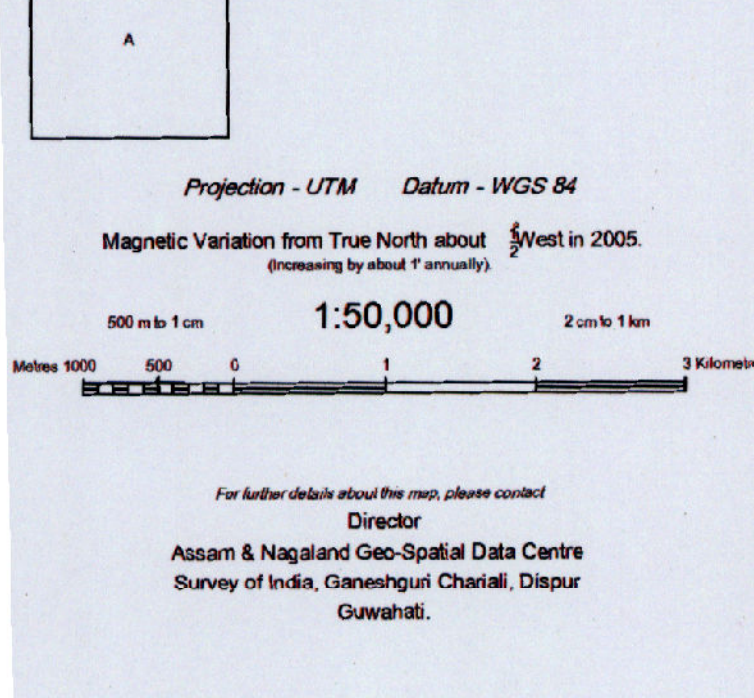 A
Projection - UTM Datum - WGS 84
Magnetic Variation from True North about ½° West in 2005.
(Increasing by about 1' annually).
500 m to 1 cm 1:50,000 2 cm to 1 km
Metres 1000 500 0 1 2 3 Kilomet
For further details about this map, please contact
Director
Assam & Nagaland Geo-Spatial Data Centre
Survey of India, Ganeshguri Chariali, Dispur
Guwahati.